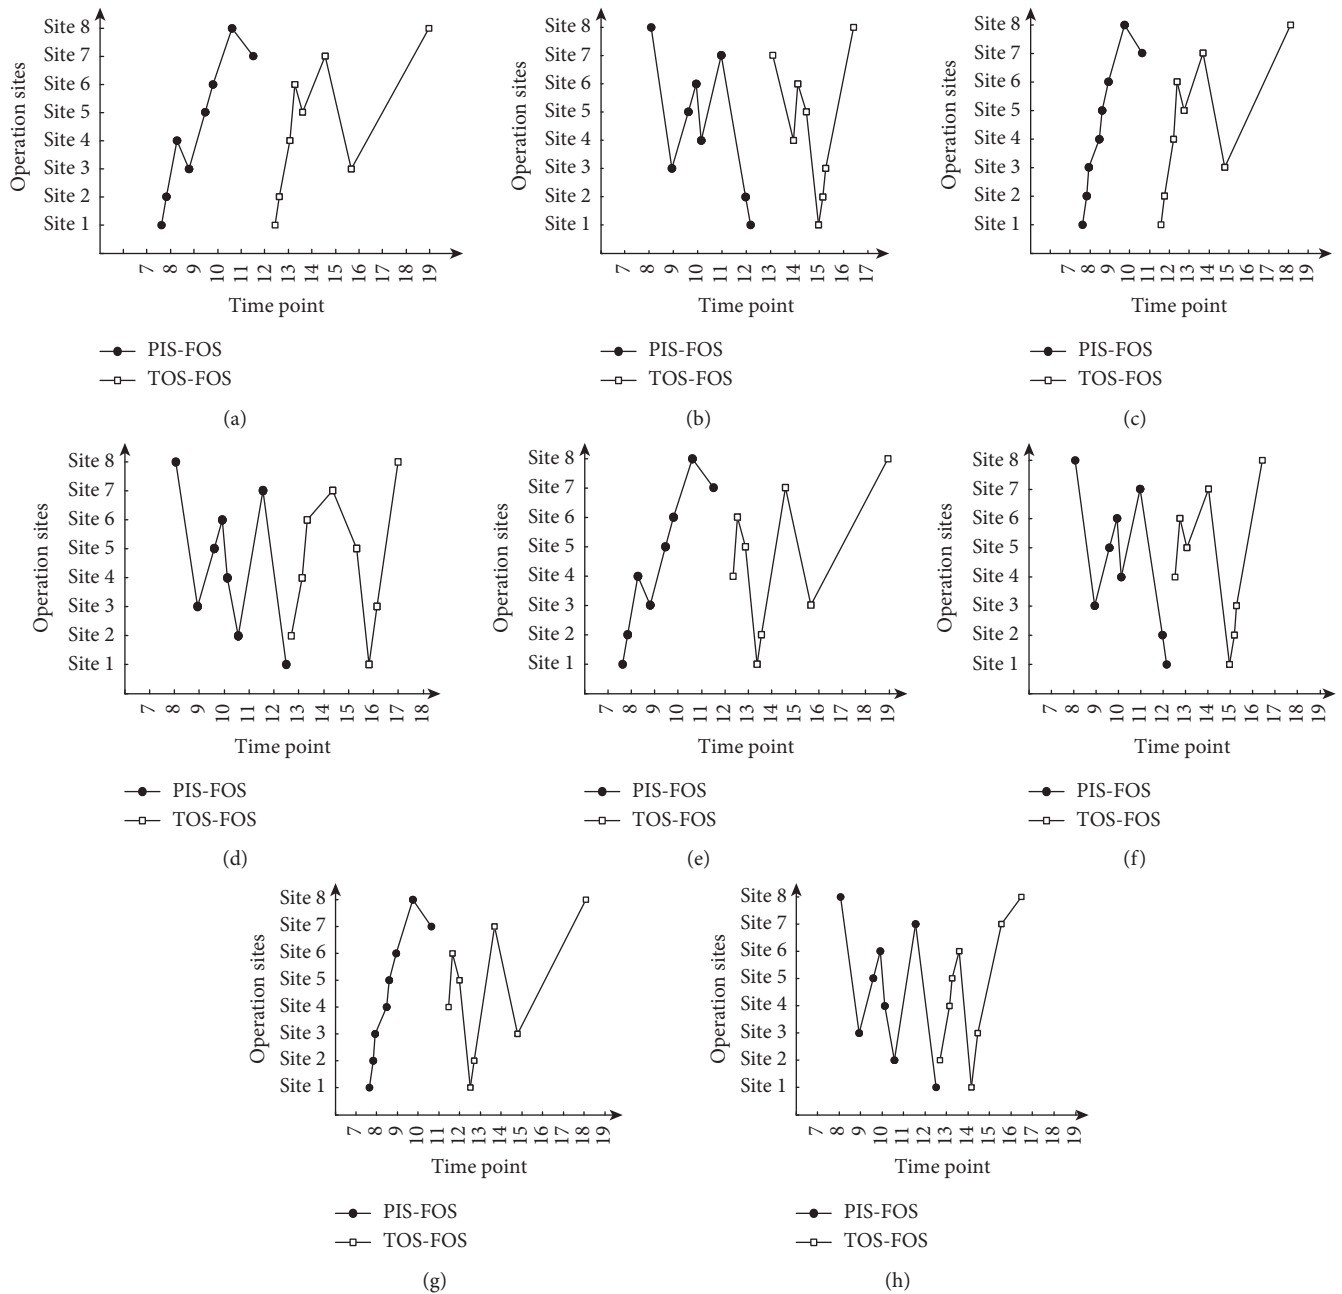 Operation sites
Site 8
Site 7
Site 6
Site 5
Site 4
Site 3
Site 2
Site 1
7 8 9 10 11 12 13 14 15 16 17 18 19
Time point
PIS-FOS
TOS-FOS
(a)
Operation sites
Site 8
Site 7
Site 6
Site 5
Site 4
Site 3
Site 2
Site 1
7 8 9 10 11 12 13 14 15 16 17
Time point
PIS-FOS
TOS-FOS
(b)
Operation sites
Site 8
Site 7
Site 6
Site 5
Site 4
Site 3
Site 2
Site 1
7 8 9 10 11 12 13 14 15 16 17 18 19
Time point
PIS-FOS
TOS-FOS
(c)
Operation sites
Site 8
Site 7
Site 6
Site 5
Site 4
Site 3
Site 2
Site 1
7 8 9 10 11 12 13 14 15 16 17 18
Time point
PIS-FOS
TOS-FOS
(d)
Operation sites
Site 8
Site 7
Site 6
Site 5
Site 4
Site 3
Site 2
Site 1
7 8 9 10 11 12 13 14 15 16 17 18 19
Time point
PIS-FOS
TOS-FOS
(e)
Operation sites
Site 8
Site 7
Site 6
Site 5
Site 4
Site 3
Site 2
Site 1
7 8 9 10 11 12 13 14 15 16 17 18 19
Time point
PIS-FOS
TOS-FOS
(f)
Operation sites
Site 8
Site 7
Site 6
Site 5
Site 4
Site 3
Site 2
Site 1
7 8 9 10 11 12 13 14 15 16 17 18 19
Time point
PIS-FOS
TOS-FOS
(g)
Operation sites
Site 8
Site 7
Site 6
Site 5
Site 4
Site 3
Site 2
Site 1
7 8 9 10 11 12 13 14 15 16 17 18 19
Time point
PIS-FOS
TOS-FOS
(h)